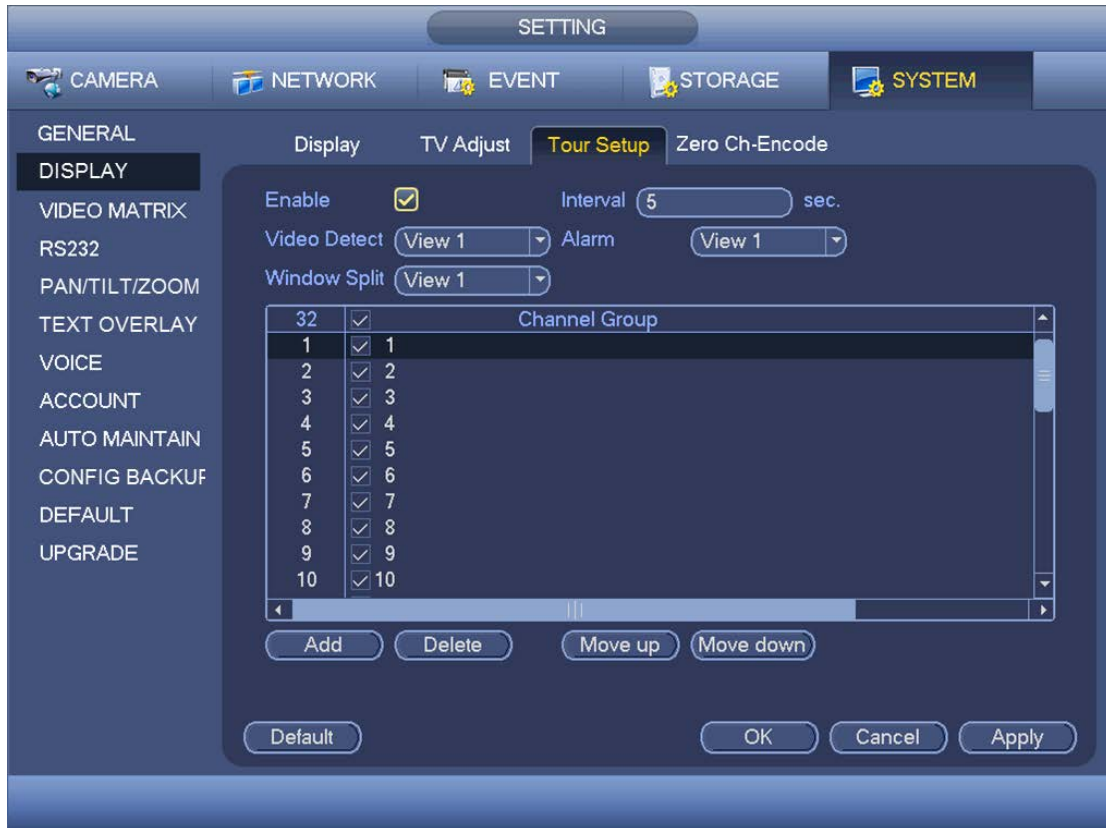 SETTING
CAMERA NETWORK EVENT STORAGE SYSTEM
GENERAL
DISPLAY
VIDEO MATRIX
RS232
PAN/TILT/ZOOM
TEXT OVERLAY
VOICE
ACCOUNT
AUTO MAINTAIN
CONFIG BACKUP
DEFAULT
UPGRADE
Display TV Adjust Tour Setup Zero Ch-Encode
Enable Interval 5 sec.
Video Detect View 1 Alarm View 1
Window Split View 1
32 Channel Group
1 1
2 2
3 3
4 4
5 5
6 6
7 7
8 8
9 9
10 10
Add Delete Move up Move down
Default OK Cancel Apply